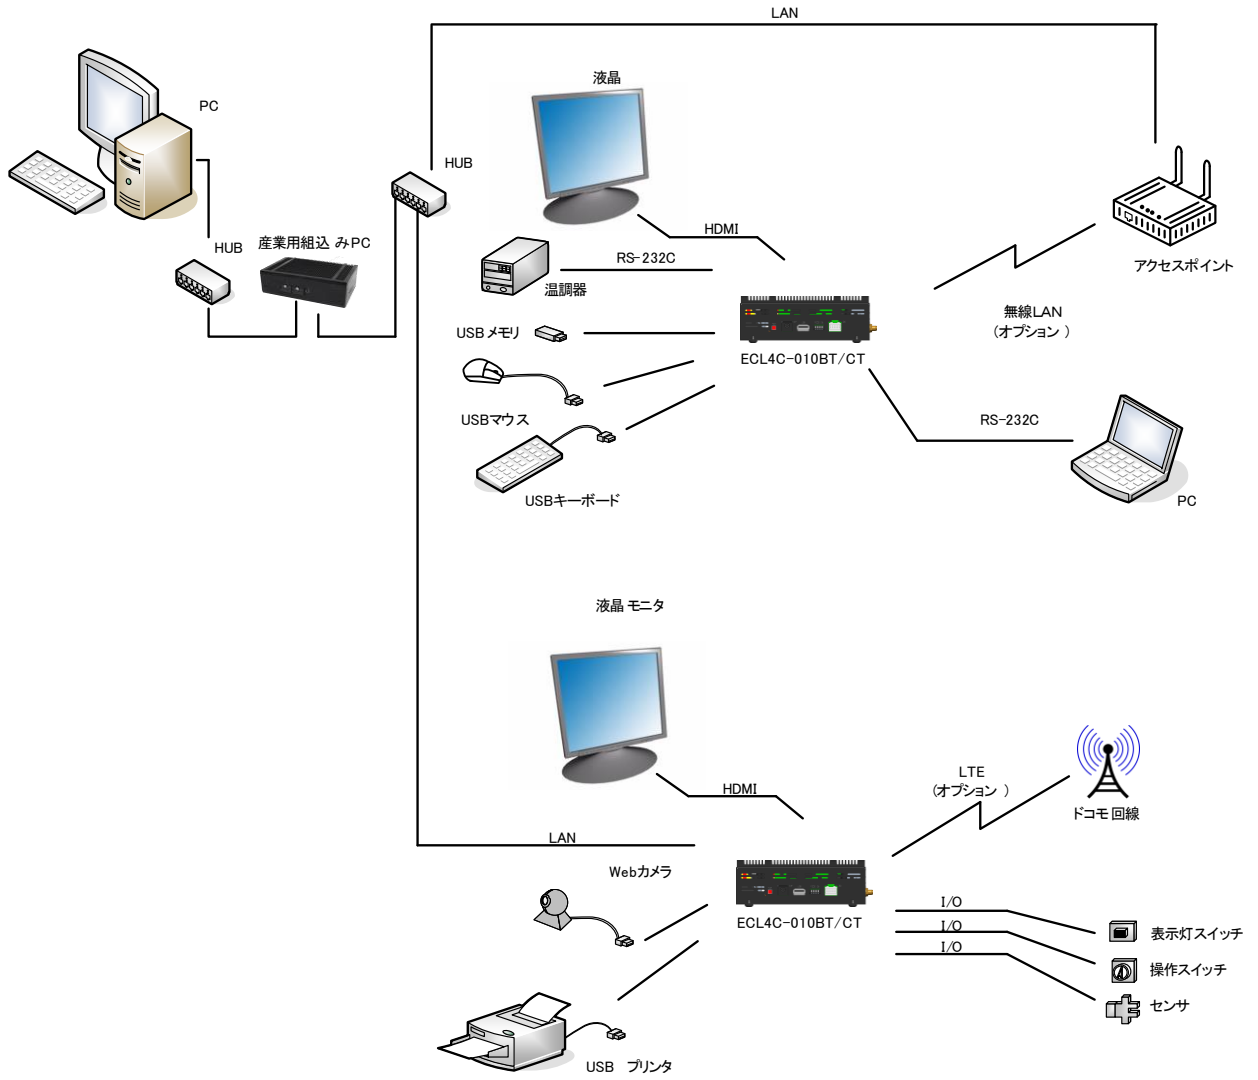 LAN
液晶
PC
HUB
HDMI
HUB
産業用組込 みPC
RS-232C
温調器
アクセスポイント
無線LAN
(オプション )
USB メモリ
ECL4C-010BT/CT
USBマウス
RS-232C
USBキーボード
PC
液晶 モニタ
HDMI
LTE
(オプション )
ドコモ 回線
LAN
Webカメラ
ECL4C-010BT/CT
I/O
I/O
I/O
表示灯スイッチ
操作スイッチ
センサ
USB プリンタ